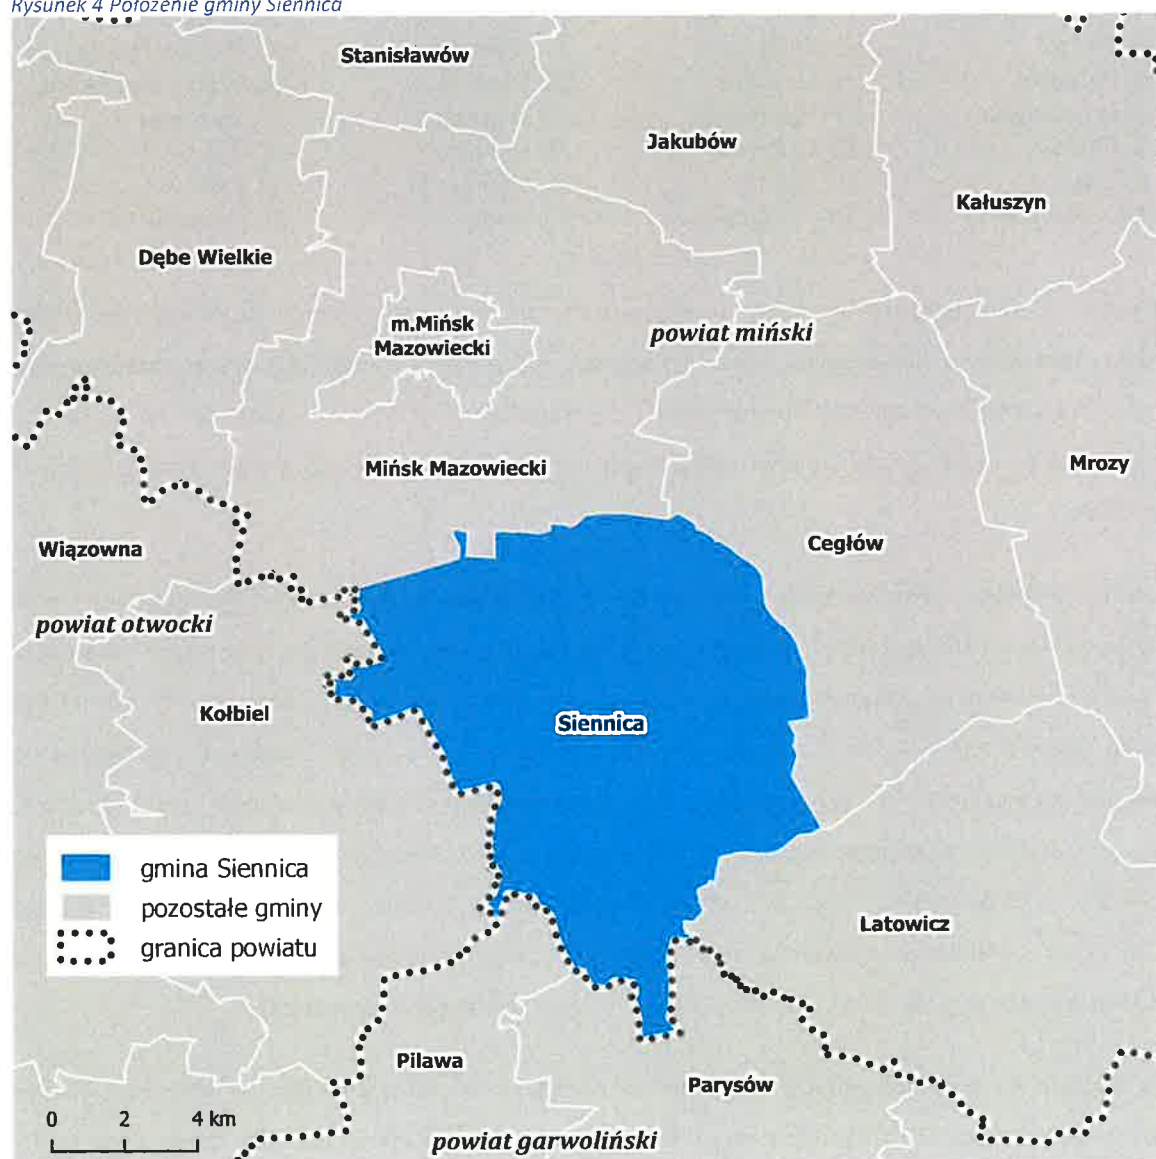 Rysunek 4 Położenie gminy Siennica
Stanisławów
Jakubów
Kałuszyn
Dębe Wielkie
m.Mińsk
Mazowiecki
powiat miński
Mińsk Mazowiecki
Mrozy
Wiązowna
Cegłów
powiat otwocki
Kołbiel
Siennica
gmina Siennica
pozostałe gminy
granica powiatu
Latowicz
Pilawa
Parysów
0 2 4 km
powiat garwoliński